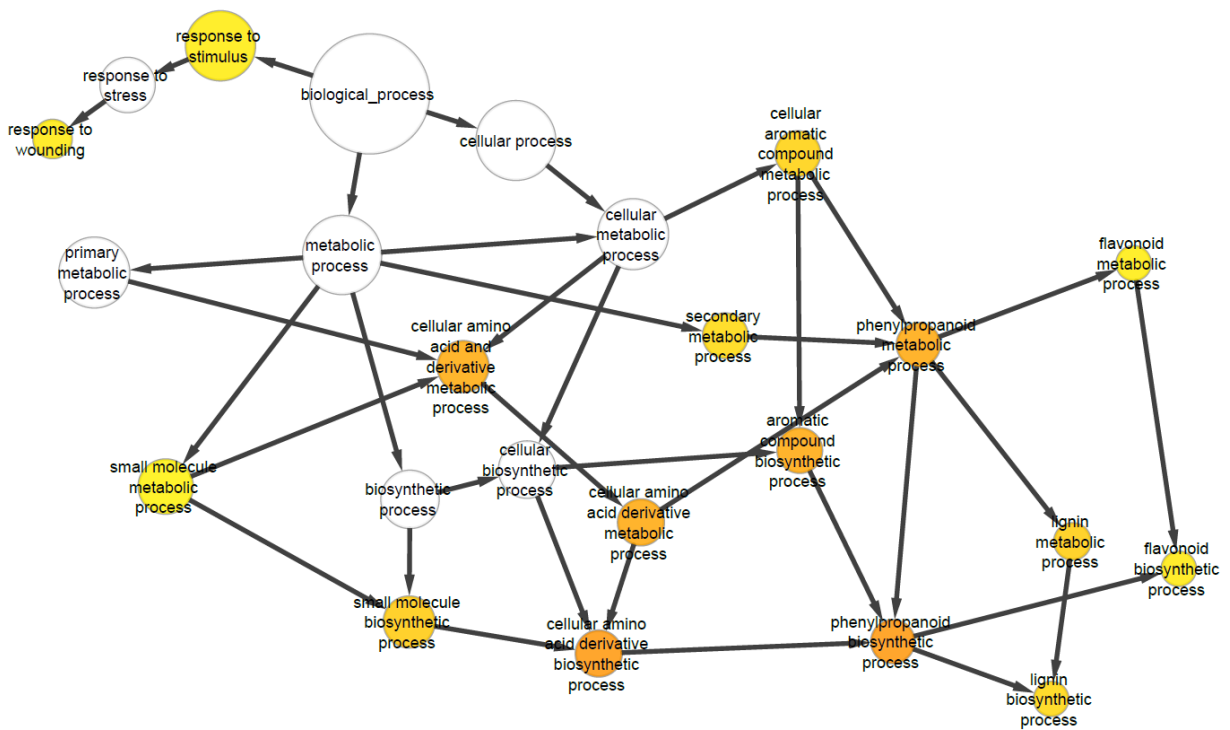 response to
stimulus
response to
stress
biological_process
response to
wounding
cellular process
cellular
aromatic
compound
metabolic
process
cellular
metabolic
process
metabolic
process
primary
metabolic
process
flavonoid
metabolic
process
secondary
metabolic
process
phenylpropanoid
metabolic
process
cellular amino
acid and
derivative
metabolic
process
aromatic
compound
biosynthetic
process
small molecule
metabolic
process
cellular
biosynthetic
process
biosynthetic
process
cellular amino
acid derivative
metabolic
process
lignin
metabolic
process
flavonoid
biosynthetic
process
small molecule
biosynthetic
process
cellular amino
acid derivative
biosynthetic
process
phenylpropanoid
biosynthetic
process
lignin
biosynthetic
process